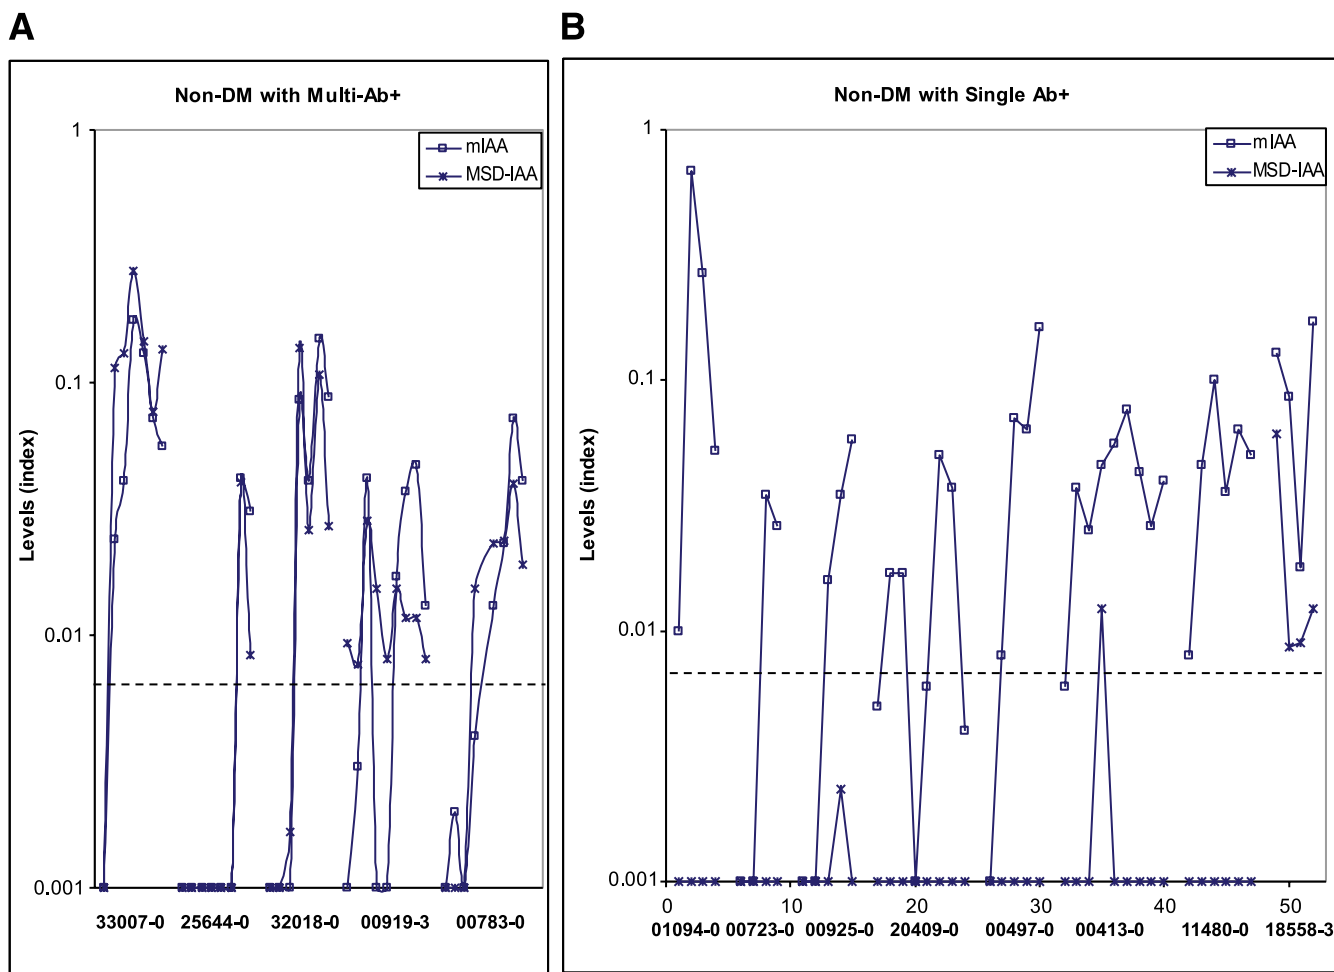 A
B
Non-DM with Multi-Ab+
mIAA
MSD-IAA
1
0.1
0.01
0.001
Levels (index)
33007-0 25644-0 32018-0 00919-3 00783-0
Non-DM with Single Ab+
mIAA
MSD-IAA
1
0.1
0.01
0.001
Levels (index)
0 10 20 30 40 50
01094-0 00723-0 00925-0 20409-0 00497-0 00413-0 11480-0 18558-3